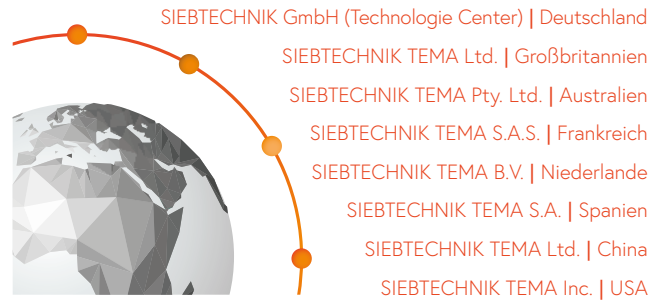 SIEBTECHNIK GmbH (Technologie Center) | Deutschland
SIEBTECHNIK TEMA Ltd. | Großbritannien
SIEBTECHNIK TEMA Pty. Ltd. | Australien
SIEBTECHNIK TEMA S.A.S. | Frankreich
SIEBTECHNIK TEMA B.V. | Niederlande
SIEBTECHNIK TEMA S.A. | Spanien
SIEBTECHNIK TEMA Ltd. | China
SIEBTECHNIK TEMA Inc. | USA